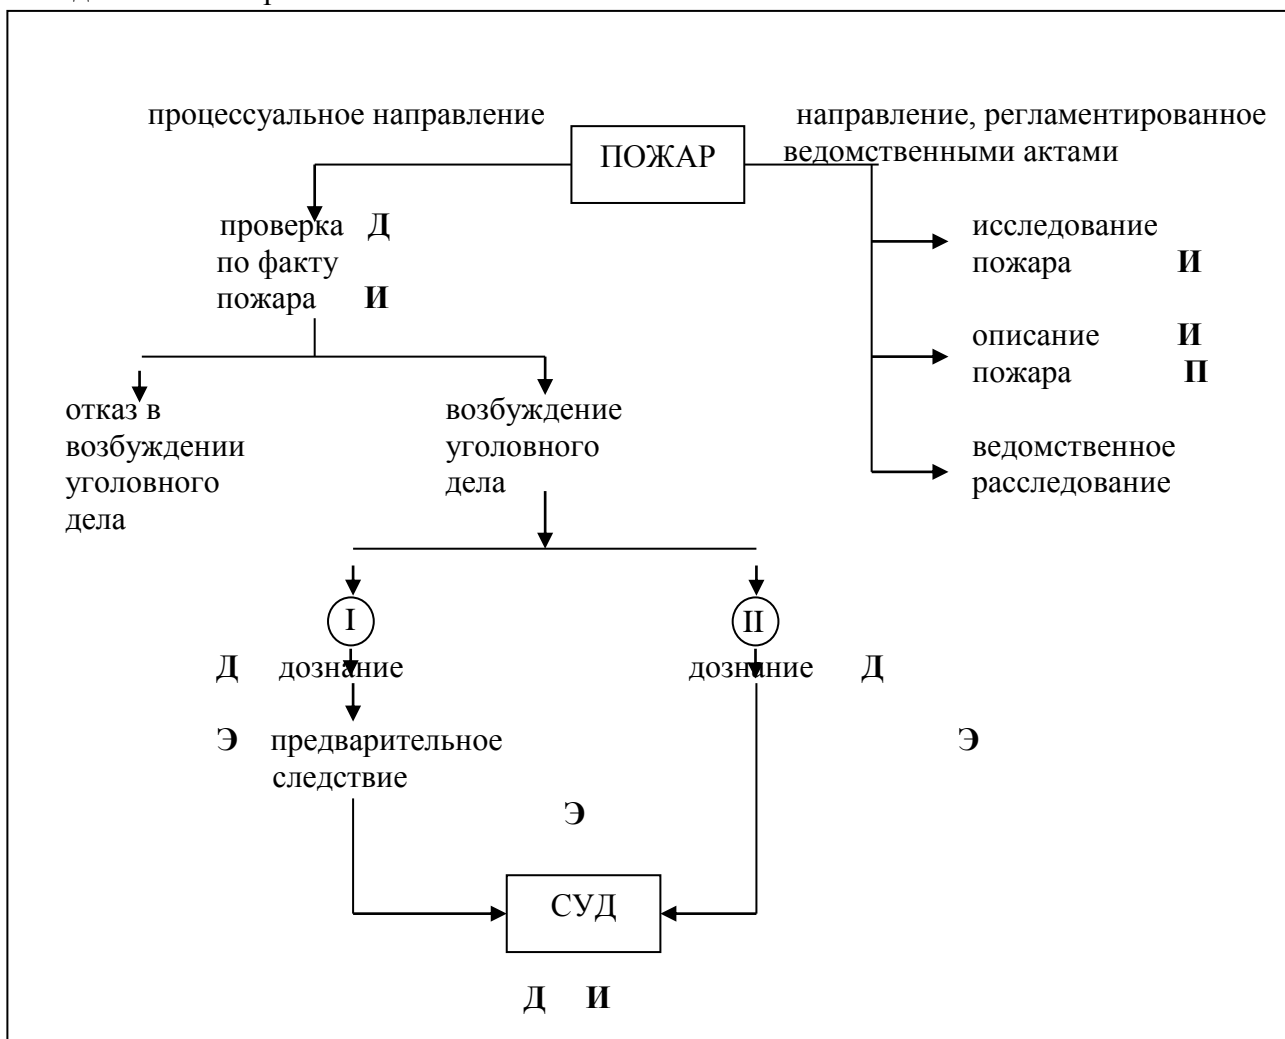 процессуальное направление
направление, регламентированное
ведомственными актами
ПОЖАР
проверка Д
по факту
пожара И
исследование
пожара И
описание И
пожара П
ведомственное
расследование
отказ в
возбуждении
уголовного
дела
возбуждение
уголовного
дела
I
II
Д дознание
дознание Д
Э предварительное
следствие
Э
Э
СУД
Д И